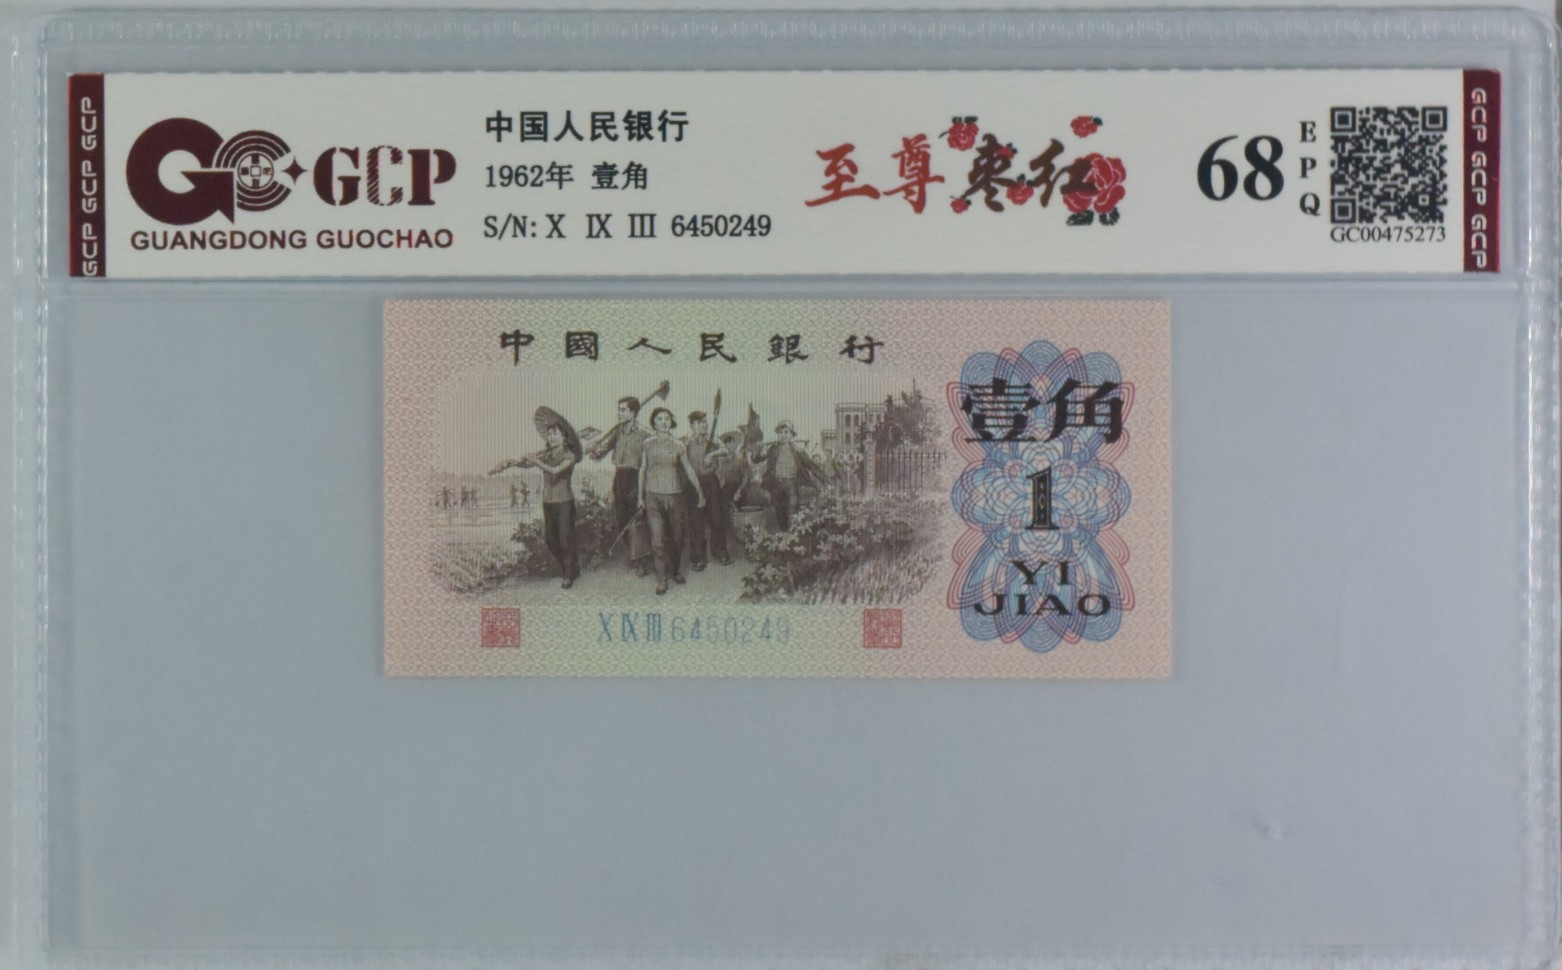 GCP GCP GCP
GCP
GUANGDONG GUOCHAO
中国人民银行
1962年 壹角
S/N: X IX III 6450249
至尊枣红
68
EPQ
GC00475273
GCP GCP GCP
中國人民銀行
壹角
1
YI
JIAO
X IX III 6450249